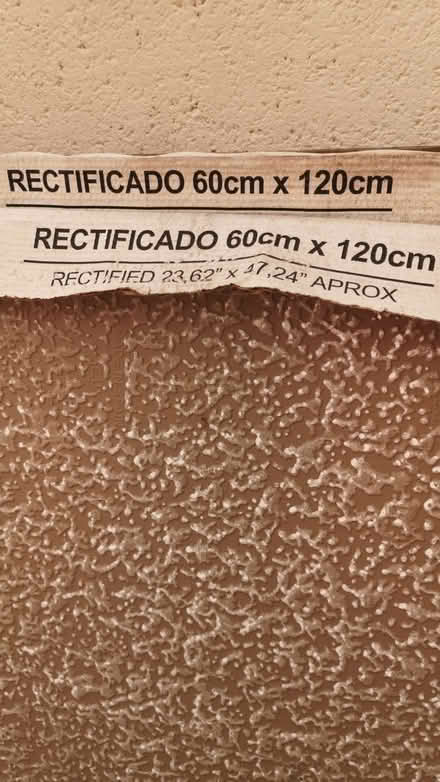 RECTIFICADO 60cm x 120cm
RECTIFICADO 60cm x 120cm
RECTIFIED 23,62” x 47,24” APROX